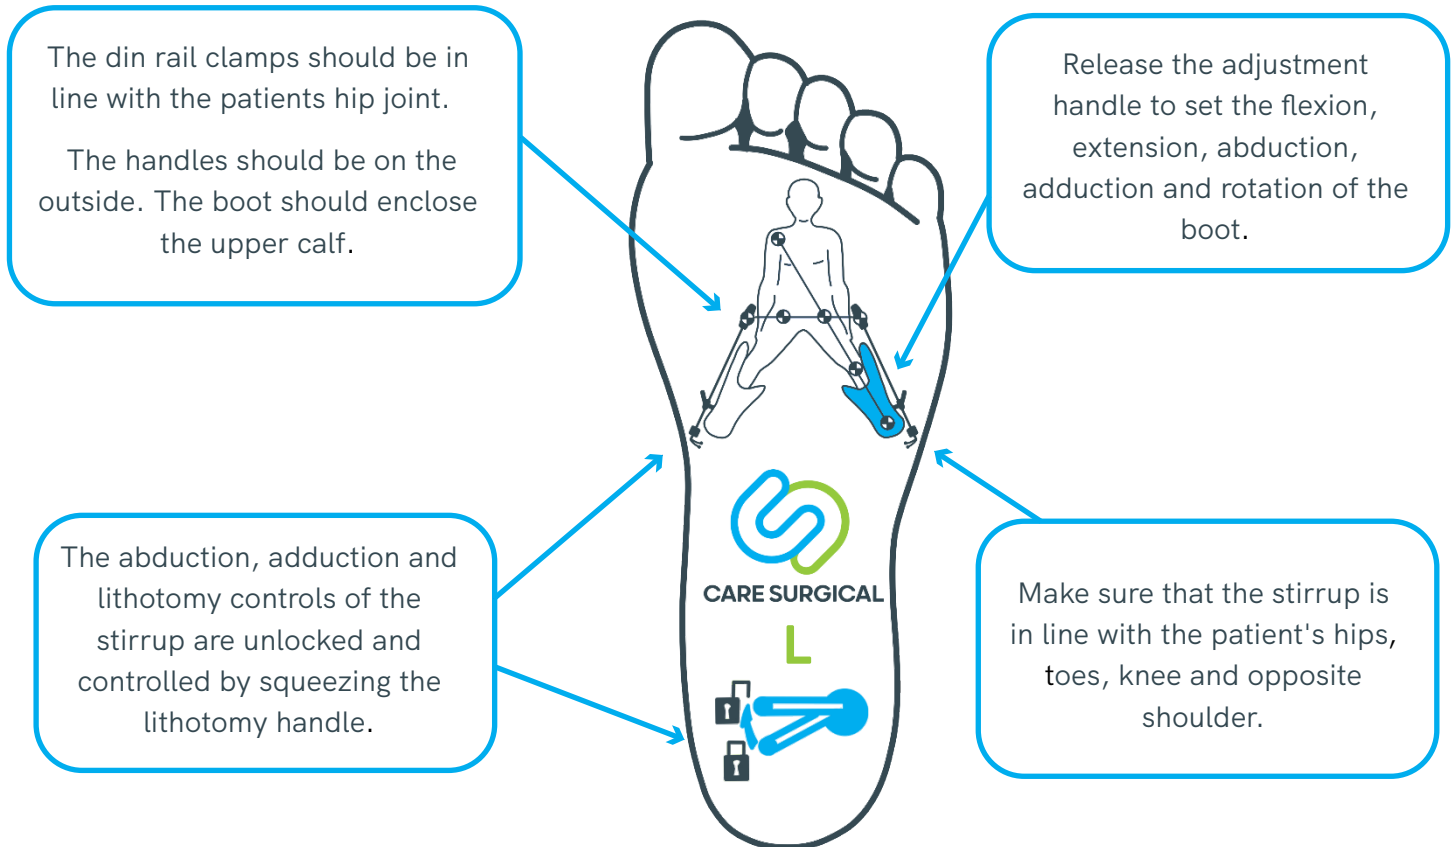 The din rail clamps should be in
line with the patients hip joint.
The handles should be on the
outside. The boot should enclose
the upper calf.
Release the adjustment
handle to set the flexion,
extension, abduction,
adduction and rotation of the
boot.
The abduction, adduction and
lithotomy controls of the
stirrup are unlocked and
controlled by squeezing the
lithotomy handle.
CARE SURGICAL
L
Make sure that the stirrup is
in line with the patient's hips,
toes, knee and opposite
shoulder.